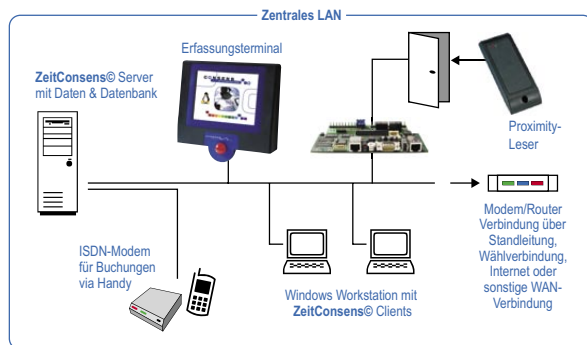 Zentrales LAN
Erfassungsterminal
ZeitConsens© Server
mit Daten & Datenbank
Proximity-
Leser
ISDN-Modem
für Buchungen
via Handy
Windows Workstation mit
ZeitConsens© Clients
Modem/Router
Verbindung über
Standleitung,
Wählverbindung,
Internet oder
sonstige WAN-
Verbindung